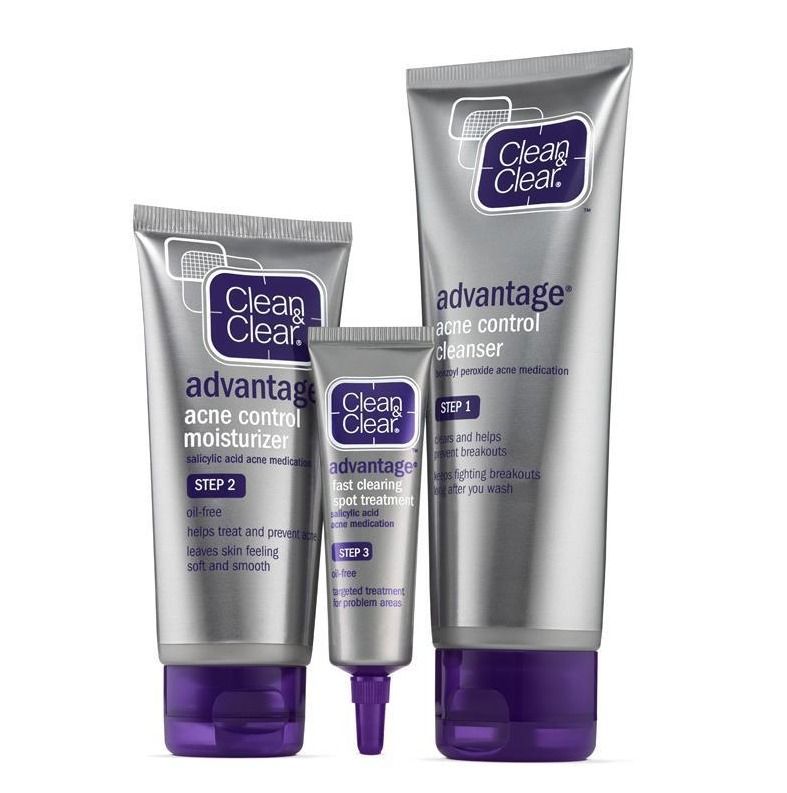 Clean &
Clear®
advantage
acne control
moisturizer
salicylic acid acne medication
STEP 2
oil-free
helps treat and prevent acne
leaves skin feeling
soft and smooth
Clean &
Clear®
™
advantage®
fast clearing
spot treatment
salicylic acid
acne medication
STEP 3
oil-free
targeted treatment
for problem areas
Clean &
Clear®
™
advantage®
acne control
cleanser
benzoyl peroxide acne medication
STEP 1
clears and helps
prevent breakouts
keeps fighting breakouts
long after you wash